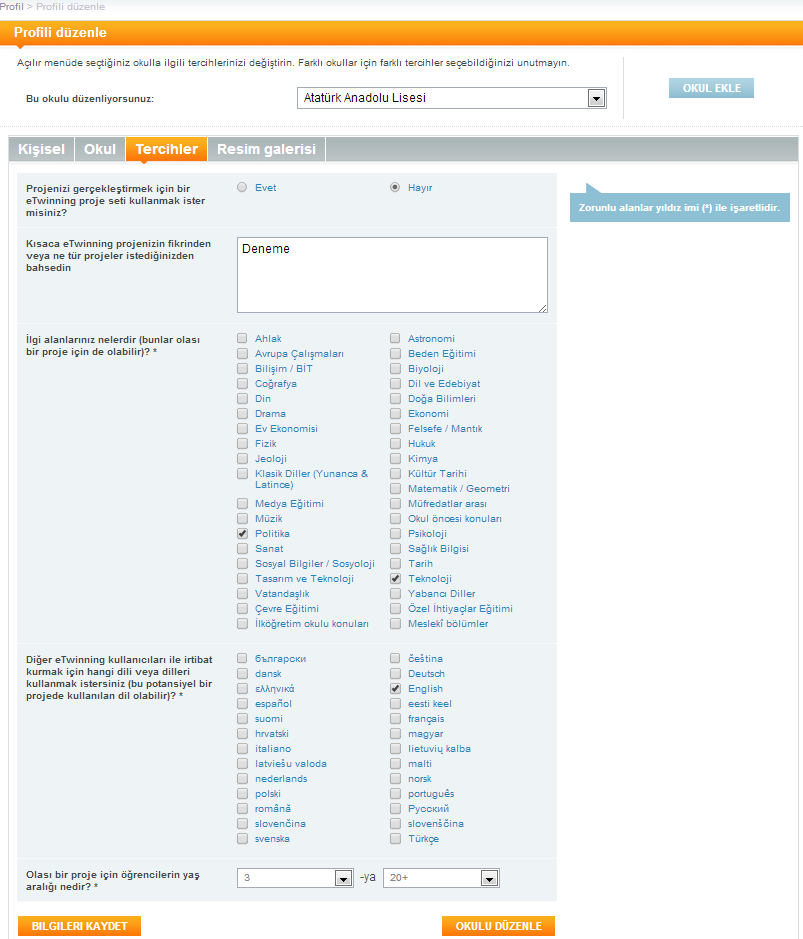 Profil > Profili düzenle
Profili düzenle
Açılır menüde seçtiğiniz okulla ilgili tercihlerinizi değiştirin. Farklı okullar için farklı tercihler seçebildiğinizi unutmayın.
Bu okulu düzenliyorsunuz:
Atatürk Anadolu Lisesi
OKUL EKLE
Kişisel
Okul
Tercihler
Resim galerisi
Projenizi gerçekleştirmek için bir
eTwinning proje seti kullanmak ister
misiniz?
Evet
Hayır
Zorunlu alanlar yıldız imi (*) ile işaretlidir.
Kısaca eTwinning projenizin fikrinden
veya ne tür projeler istediğinizden
bahsedin
Deneme
İlgi alanlarınız nelerdir (bunlar olası
bir proje için de olabilir)? *
Ahlak
Avrupa Çalışmaları
Bilişim / BİT
Coğrafya
Din
Drama
Ev Ekonomisi
Fizik
Jeoloji
Klasik Diller (Yunanca &
Latince)
Medya Eğitimi
Müzik
Politika
Sanat
Sosyal Bilgiler / Sosyoloji
Tasarım ve Teknoloji
Vatandaşlık
Çevre Eğitimi
İlköğretim okulu konuları
Astronomi
Beden Eğitimi
Biyoloji
Dil ve Edebiyat
Doğa Bilimleri
Ekonomi
Felsefe / Mantık
Hukuk
Kimya
Kültür Tarihi
Matematik / Geometri
Müfredatlar arası
Okul öncesi konuları
Psikoloji
Sağlık Bilgisi
Tarih
Teknoloji
Yabancı Diller
Özel İhtiyaçlar Eğitimi
Meslekî bölümler
Diğer eTwinning kullanıcıları ile irtibat
kurmak için hangi dili veya dilleri
kullanmak istersiniz (bu potansiyel bir
projede kullanılan dil olabilir)? *
български
dansk
ελληνικά
español
suomi
hrvatski
italiano
latviešu valoda
nederlands
polski
română
slovenčina
svenska
čeština
Deutsch
English
eesti keel
français
magyar
lietuvių kalba
malti
norsk
português
Русский
slovenščina
Türkçe
Olası bir proje için öğrencilerin yaş
aralığı nedir? *
3
-ya
20+
BILGILERI KAYDET
OKULU DÜZENLE